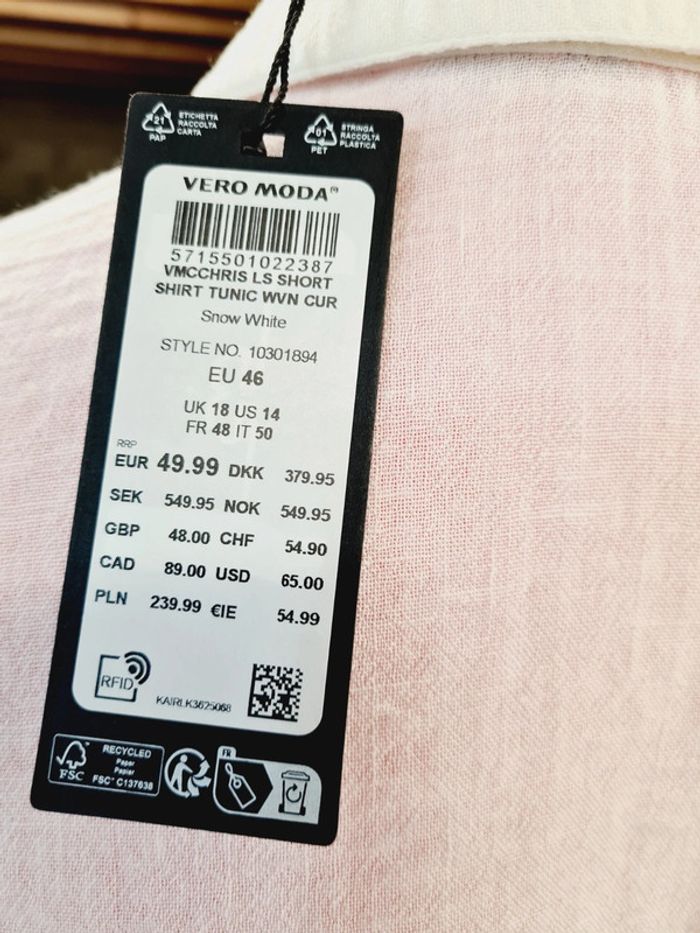 21
PAP
ETICHETTA
RACCOLTA
CARTA
01
PET
STRINGA
RACCOLTA
PLASTICA
VERO MODA®
5715501022387
VMCCHRIS LS SHORT
SHIRT TUNIC WVN CUR
Snow White
STYLE NO. 10301894
EU 46
UK 18 US 14
FR 48 IT 50
RRP
EUR 49.99 DKK 379.95
SEK 549.95 NOK 549.95
GBP 48.00 CHF 54.90
CAD 89.00 USD 65.00
PLN 239.99 €IE 54.99
RFID
KAIRLK3625068
FSC
RECYCLED
Paper
Papier
FSC® C137638
FR